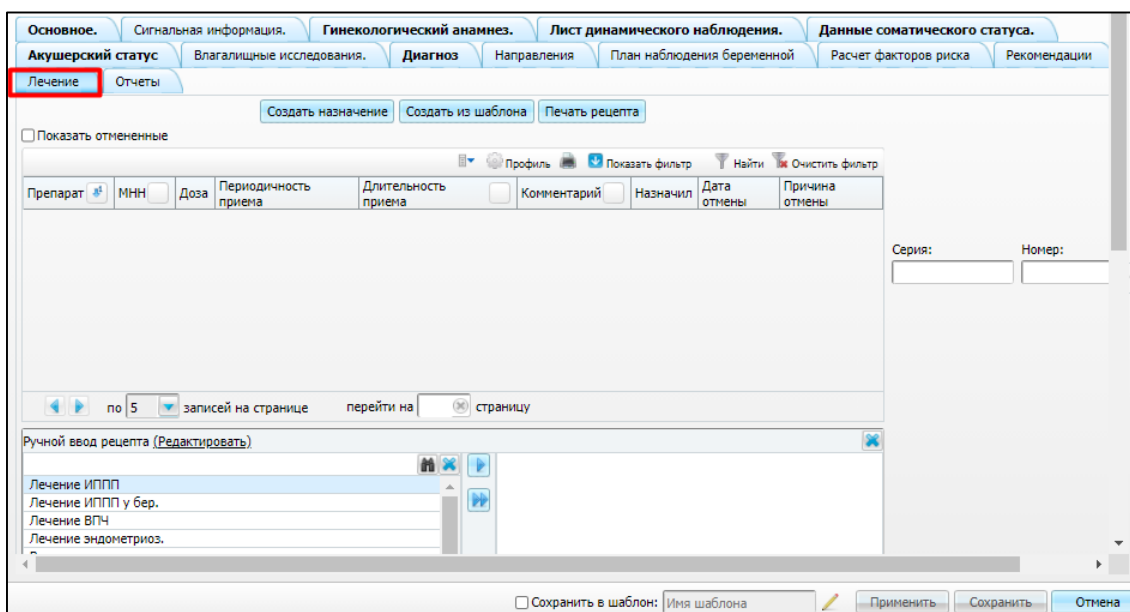 Основное. Сигнальная информация. Гинекологический анамнез. Лист динамического наблюдения. Данные соматического статуса.
Акушерский статус Влагалищные исследования. Диагноз Направления План наблюдения беременной Расчет факторов риска Рекомендации
Лечение Отчеты
Создать назначение Создать из шаблона Печать рецепта
Показать отмененные
Профиль Показать фильтр Найти Очистить фильтр
Препарат МНН Доза Периодичность приема Длительность приема Комментарий Назначил Дата отмены Причина отмены
Серия: Номер:
по 5 записей на странице перейти на страницу
Ручной ввод рецепта (Редактировать)
Лечение ИППП
Лечение ИППП у бер.
Лечение ВПЧ
Лечение эндометриоз.
Сохранить в шаблон: Имя шаблона Применить Сохранить Отмена